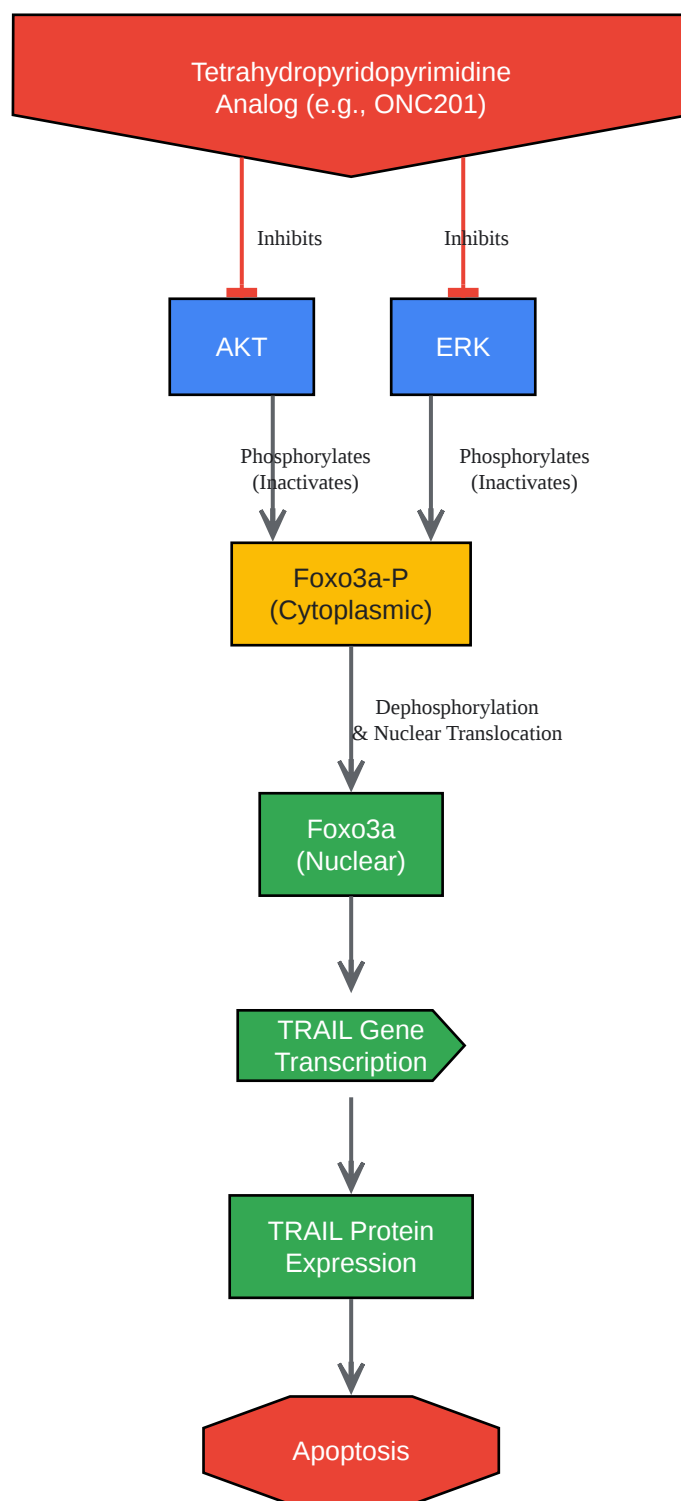 Tetrahydropyridopyrimidine
Analog (e.g., ONC201)
Inhibits
Inhibits
AKT
ERK
Phosphorylates
(Inactivates)
Phosphorylates
(Inactivates)
Foxo3a-P
(Cytoplasmic)
Dephosphorylation
& Nuclear Translocation
Foxo3a
(Nuclear)
TRAIL Gene
Transcription
TRAIL Protein
Expression
Apoptosis